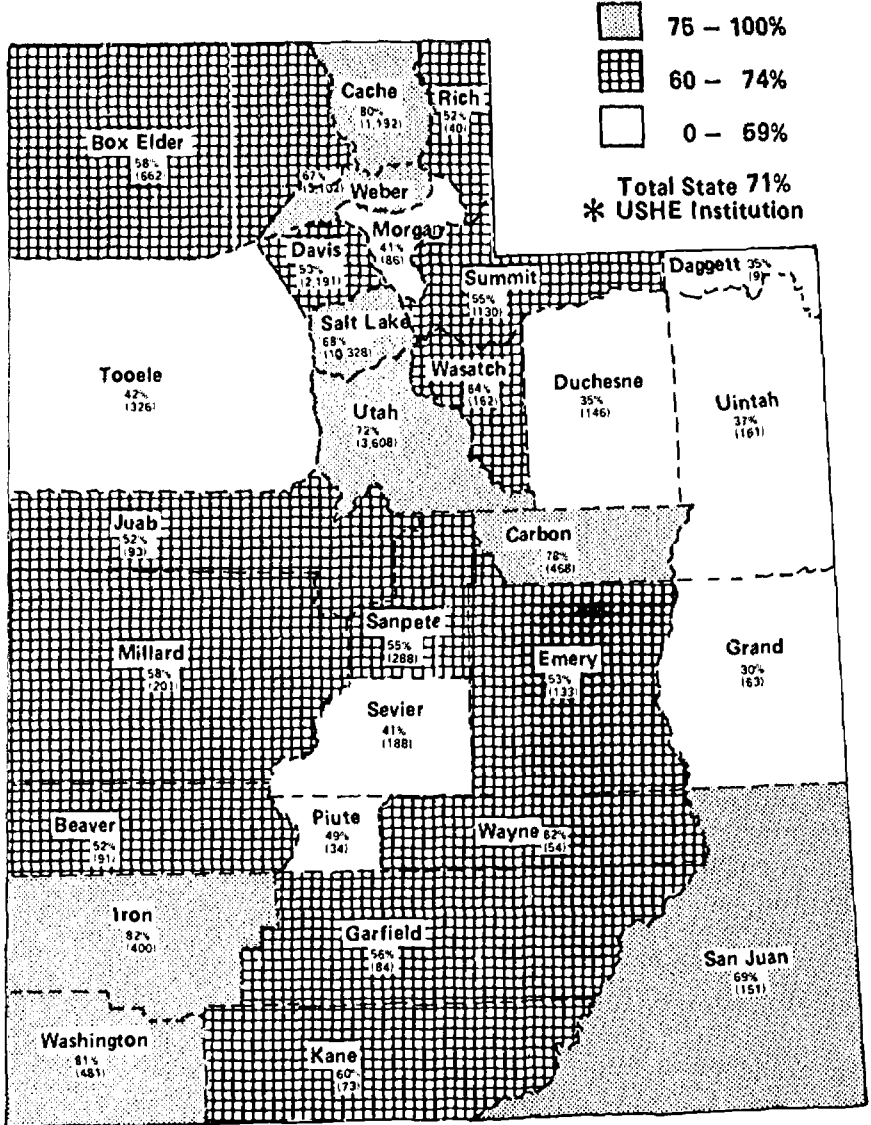 75 – 100%
60 – 74%
0 – 59%
Total State 71%
* USHE Institution
Cache
80%
(1,192)
Rich
52%
(40)
Box Elder
58%
(662)
67%
Weber
Morgan
41%
(86)
Davis
53%
(2,191)
Summit
55%
(130)
Daggett 35%
(9)
Salt Lake
68%
(10,328)
Wasatch
64%
(162)
Tooele
42%
(326)
Utah
72%
(3,608)
Duchesne
35%
(146)
Uintah
37%
(161)
Juab
52%
(93)
Carbon
78%
(468)
Sanpete
55%
(288)
Millard
58%
(201)
Emery
53%
(133)
Grand
30%
(63)
Sevier
41%
(188)
Beaver
52%
(91)
Piute
49%
(34)
Wayne 62%
(54)
Iron
82%
(400)
Garfield
56%
(84)
San Juan
69%
(151)
Washington
81%
(481)
Kane
60%
(73)